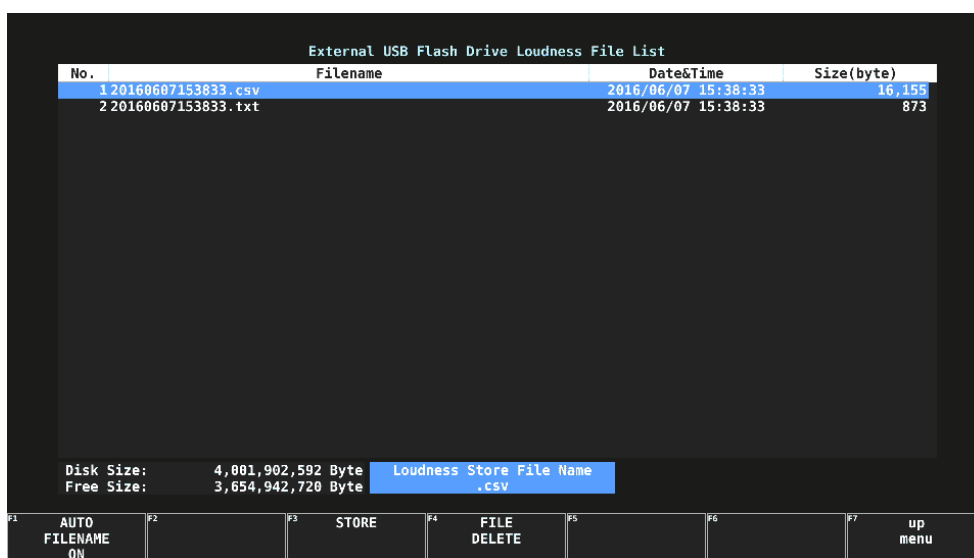 External USB Flash Drive Loudness File List
No. Filename Date&Time Size(byte)
1 20160607153833.csv 2016/06/07 15:38:33 16,155
2 20160607153833.txt 2016/06/07 15:38:33 873
Disk Size: 4,001,902,592 Byte Loudness Store File Name
Free Size: 3,654,942,720 Byte .csv
F1 AUTO F2 F3 STORE F4 FILE F5 F6 F7 up
FILENAME DELETE menu
ON